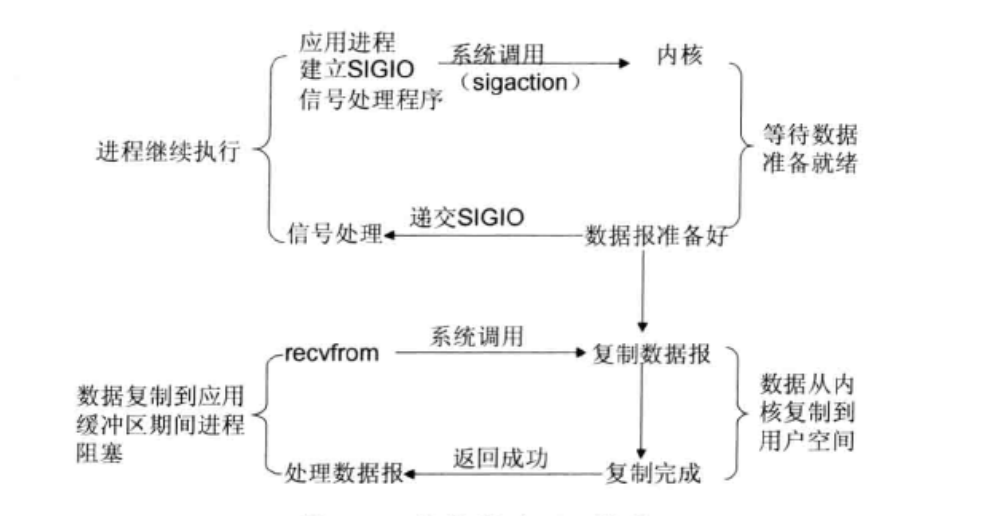 应用进程
建立SIGIO
信号处理程序
系统调用
（sigaction）
内核
进程继续执行
等待数据
准备就绪
信号处理
递交SIGIO
数据报准备好
recvfrom
系统调用
复制数据报
数据复制到应用
缓冲区期间进程
阻塞
数据从内
核复制到
用户空间
处理数据报
返回成功
复制完成